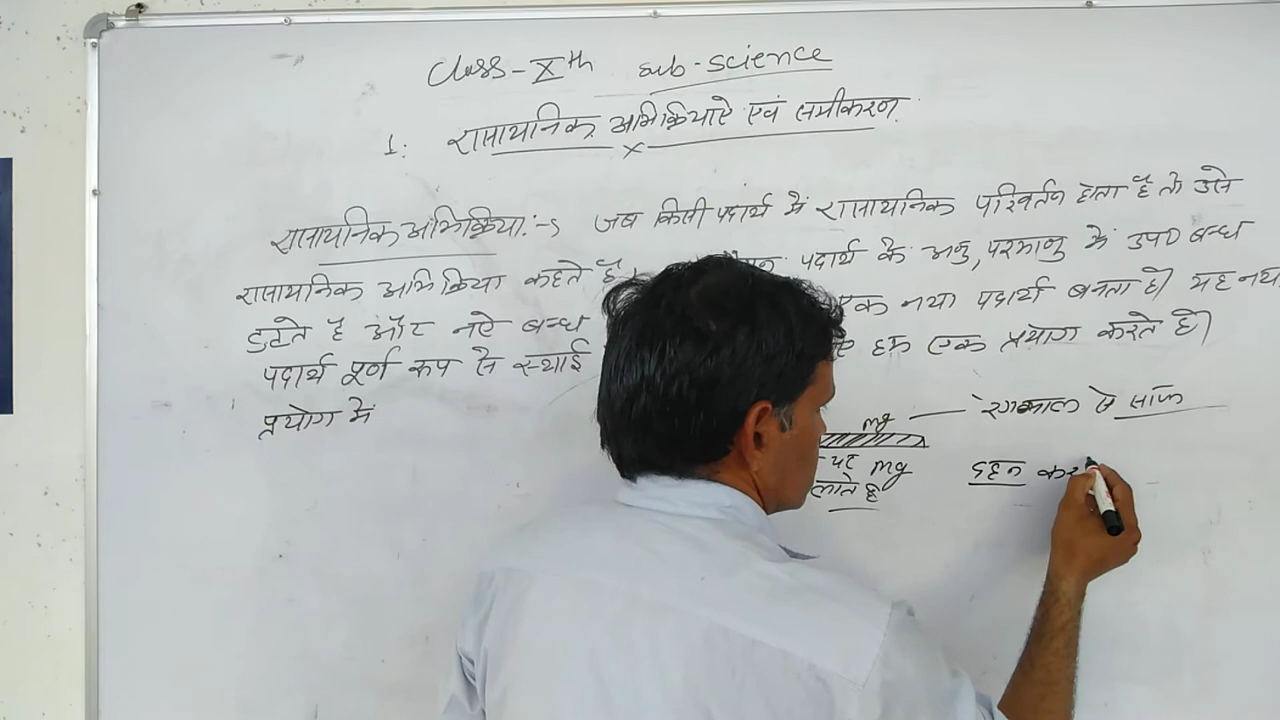 Class-Xth sub-science
1. रासायनिक अभिक्रियाऐ एवं समीकरण.
रासायनिक अभिक्रिया:-> जब किसी पदार्थ में रासायनिक परिवर्तन होता है तो उसे
रासायनिक अभिक्रिया कहते है पदार्थ के अणु, परमाणु में उपo बन्ध
टुटते है और नऐ बन्ध एक नया पदार्थ बनता है। यह नया
पदार्थ पूर्ण रूप से स्थाई हम एक प्रयोग करते है।
प्रयोग में
mg रेगमाल से साफ
पर mg दहन कर